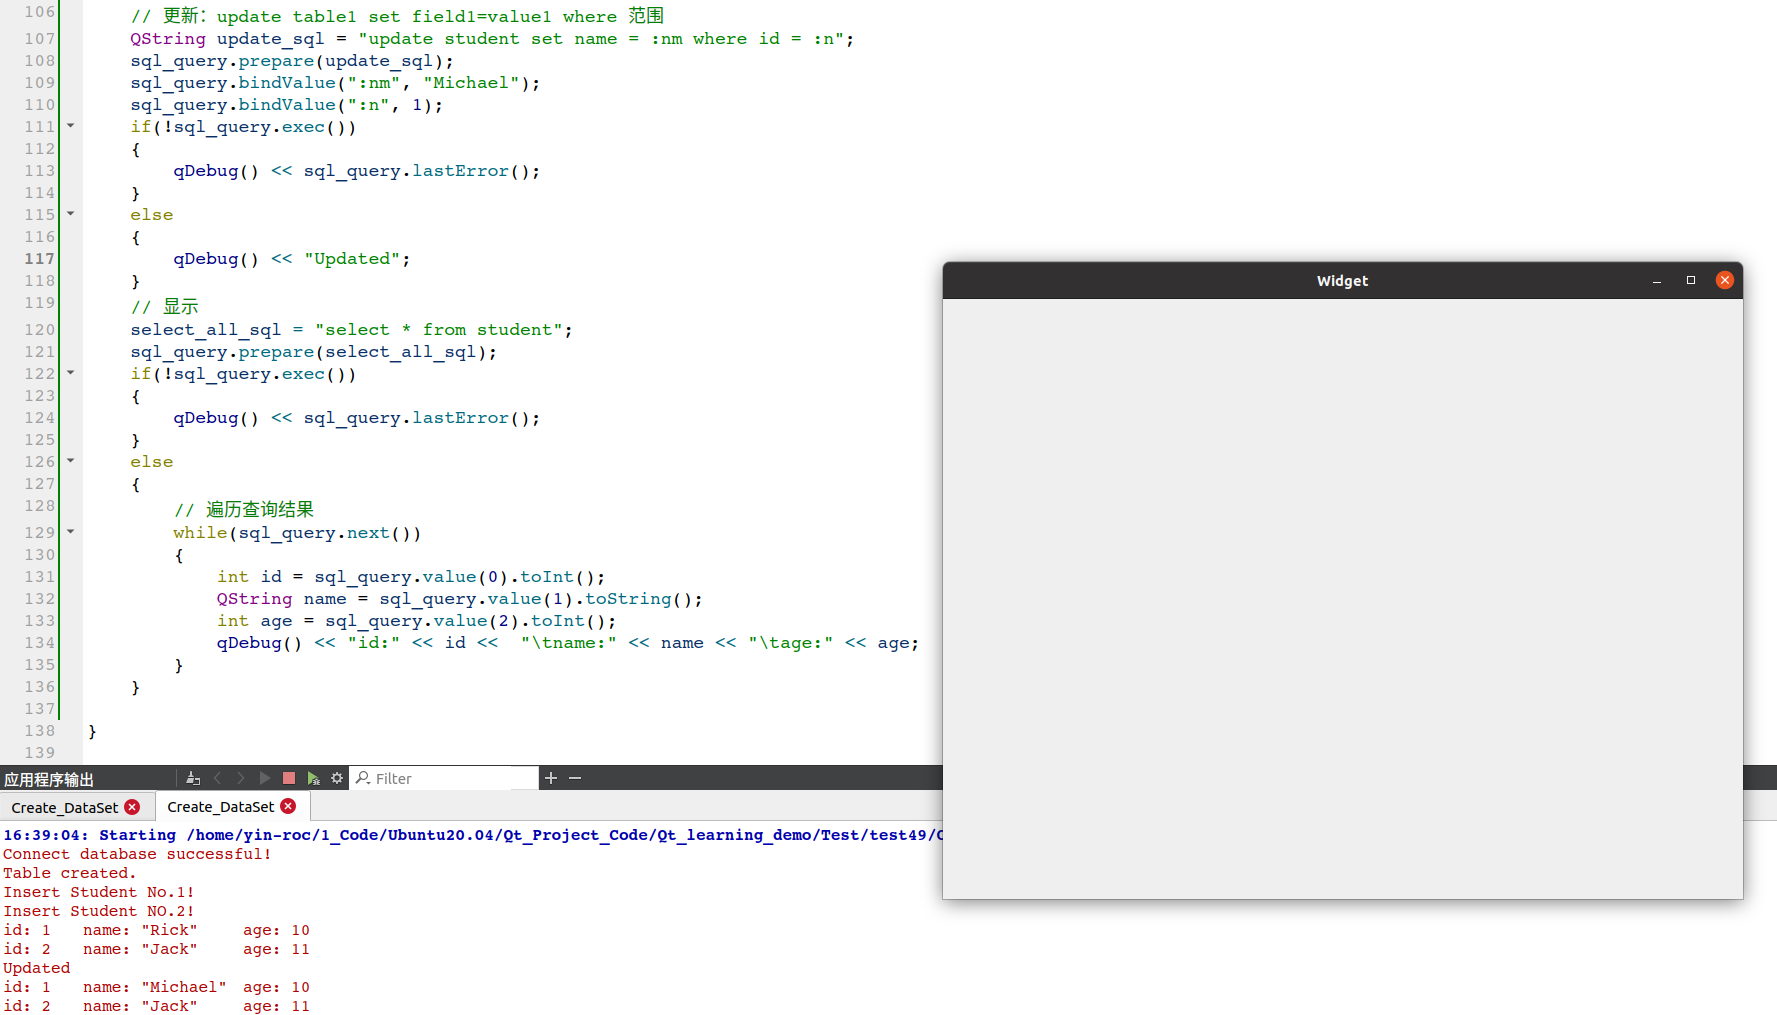 106 // 更新：update table1 set field1=value1 where 范围
107 QString update_sql = "update student set name = :nm where id = :n";
108 sql_query.prepare(update_sql);
109 sql_query.bindValue(":nm", "Michael");
110 sql_query.bindValue(":n", 1);
111 if(!sql_query.exec())
112 {
113 qDebug() << sql_query.lastError();
114 }
115 else
116 {
117 qDebug() << "Updated";
118 }
119 // 显示
120 select_all_sql = "select * from student";
121 sql_query.prepare(select_all_sql);
122 if(!sql_query.exec())
123 {
124 qDebug() << sql_query.lastError();
125 }
126 else
127 {
128 // 遍历查询结果
129 while(sql_query.next())
130 {
131 int id = sql_query.value(0).toInt();
132 QString name = sql_query.value(1).toString();
133 int age = sql_query.value(2).toInt();
134 qDebug() << "id:" << id << "\tname:" << name << "\tage:" << age;
135 }
136 }
137
138 }
139
Widget
应用程序输出 Filter
Create_DataSet Create_DataSet
16:39:04: Starting /home/yin-roc/1_Code/Ubuntu20.04/Qt_Project_Code/Qt_learning_demo/Test/test49/C
Connect database successful!
Table created.
Insert Student No.1!
Insert Student NO.2!
id: 1 name: "Rick" age: 10
id: 2 name: "Jack" age: 11
Updated
id: 1 name: "Michael" age: 10
id: 2 name: "Jack" age: 11